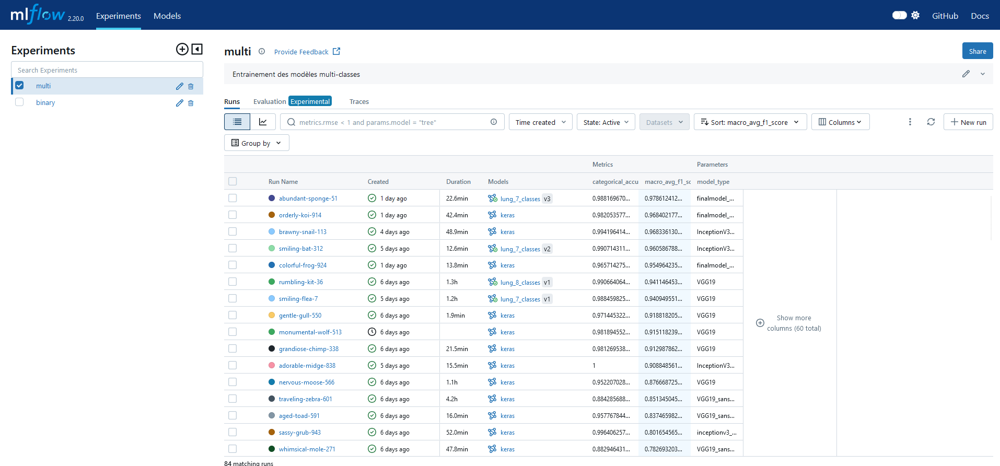 mlflow 2.20.0 Experiments Models GitHub Docs
Experiments
Search Experiments
multi
binary
multi Provide Feedback Share
Entrainement des modèles multi-classes
Runs Evaluation Experimental Traces
metrics.rmse < 1 and params.model = "tree" Time created State: Active Datasets Sort: macro_avg_f1_score Columns New run
Group by
Metrics Parameters
Run Name Created Duration Models categorical_accu macro_avg_f1_sc model_type
abundant-sponge-51 1 day ago 22.6min lung_7_classes v3 0.988169670... 0.978612412... finalmodel_...
orderly-koi-914 1 day ago 42.4min keras 0.982053577... 0.968402177... finalmodel_...
brawny-snail-113 4 days ago 48.9min keras 0.994196414... 0.968336130... InceptionV3...
smiling-bat-312 5 days ago 12.6min lung_7_classes v2 0.990714311... 0.960586788... InceptionV3...
colorful-frog-924 1 day ago 13.8min keras 0.965714275... 0.954964235... finalmodel_...
rumbling-kit-36 6 days ago 1.3h lung_8_classes v1 0.990664064... 0.941146453... VGG19
smiling-flea-7 5 days ago 1.2h lung_7_classes v1 0.988459825... 0.940949551... VGG19
gentle-gull-550 6 days ago 1.9min keras 0.971445322... 0.918818205... VGG19
monumental-wolf-513 6 days ago keras 0.981894552... 0.915118239... VGG19
grandiose-chimp-338 6 days ago 21.5min keras 0.981269538... 0.912987862... VGG19
adorable-midge-838 5 days ago 15.5min keras 1 0.908848561... InceptionV3...
nervous-moose-566 6 days ago 1.1h keras 0.952207028... 0.876668725... VGG19
traveling-zebra-601 6 days ago 4.2h keras 0.884285688... 0.851345045... VGG19_sans...
aged-toad-591 6 days ago 16.0min keras 0.957767844... 0.837465982... VGG19_sans...
sassy-grub-943 6 days ago 52.0min keras 0.996406257... 0.801654565... inceptionv3_...
whimsical-mole-271 6 days ago 47.8min keras 0.882946431... 0.782693203... VGG19_sans...
Show more
columns (60 total)
84 matching runs